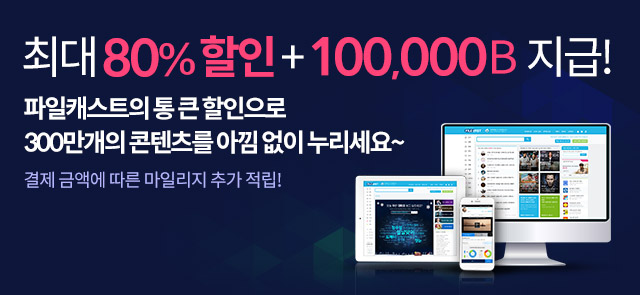 최대 80% 할인 + 100,000B 지급!
파일캐스트의 통 큰 할인으로
300만개의 콘텐츠를 아낌 없이 누리세요~
결제 금액에 따른 마일리지 추가 적립!